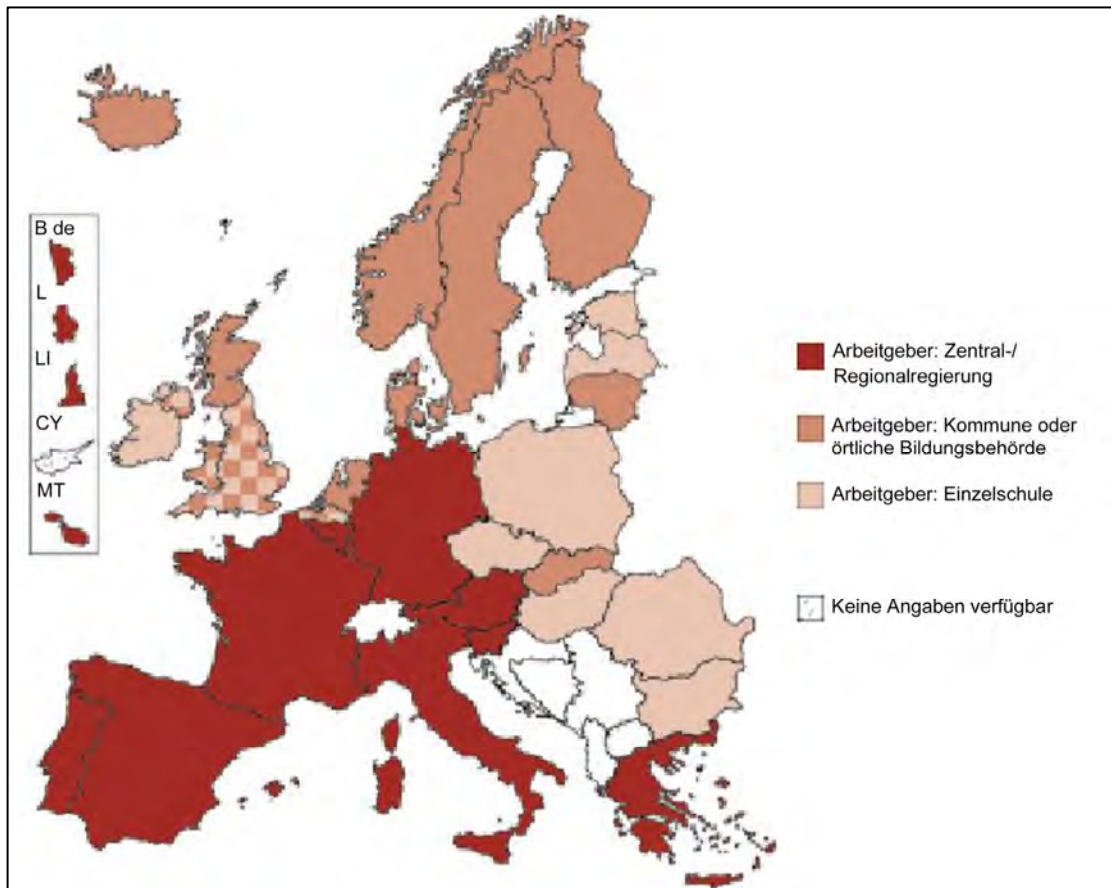 B de
L
LI
CY
MT
Arbeitgeber: Zentral-/
Regionalregierung
Arbeitgeber: Kommune oder
örtliche Bildungsbehörde
Arbeitgeber: Einzelschule
Keine Angaben verfügbar